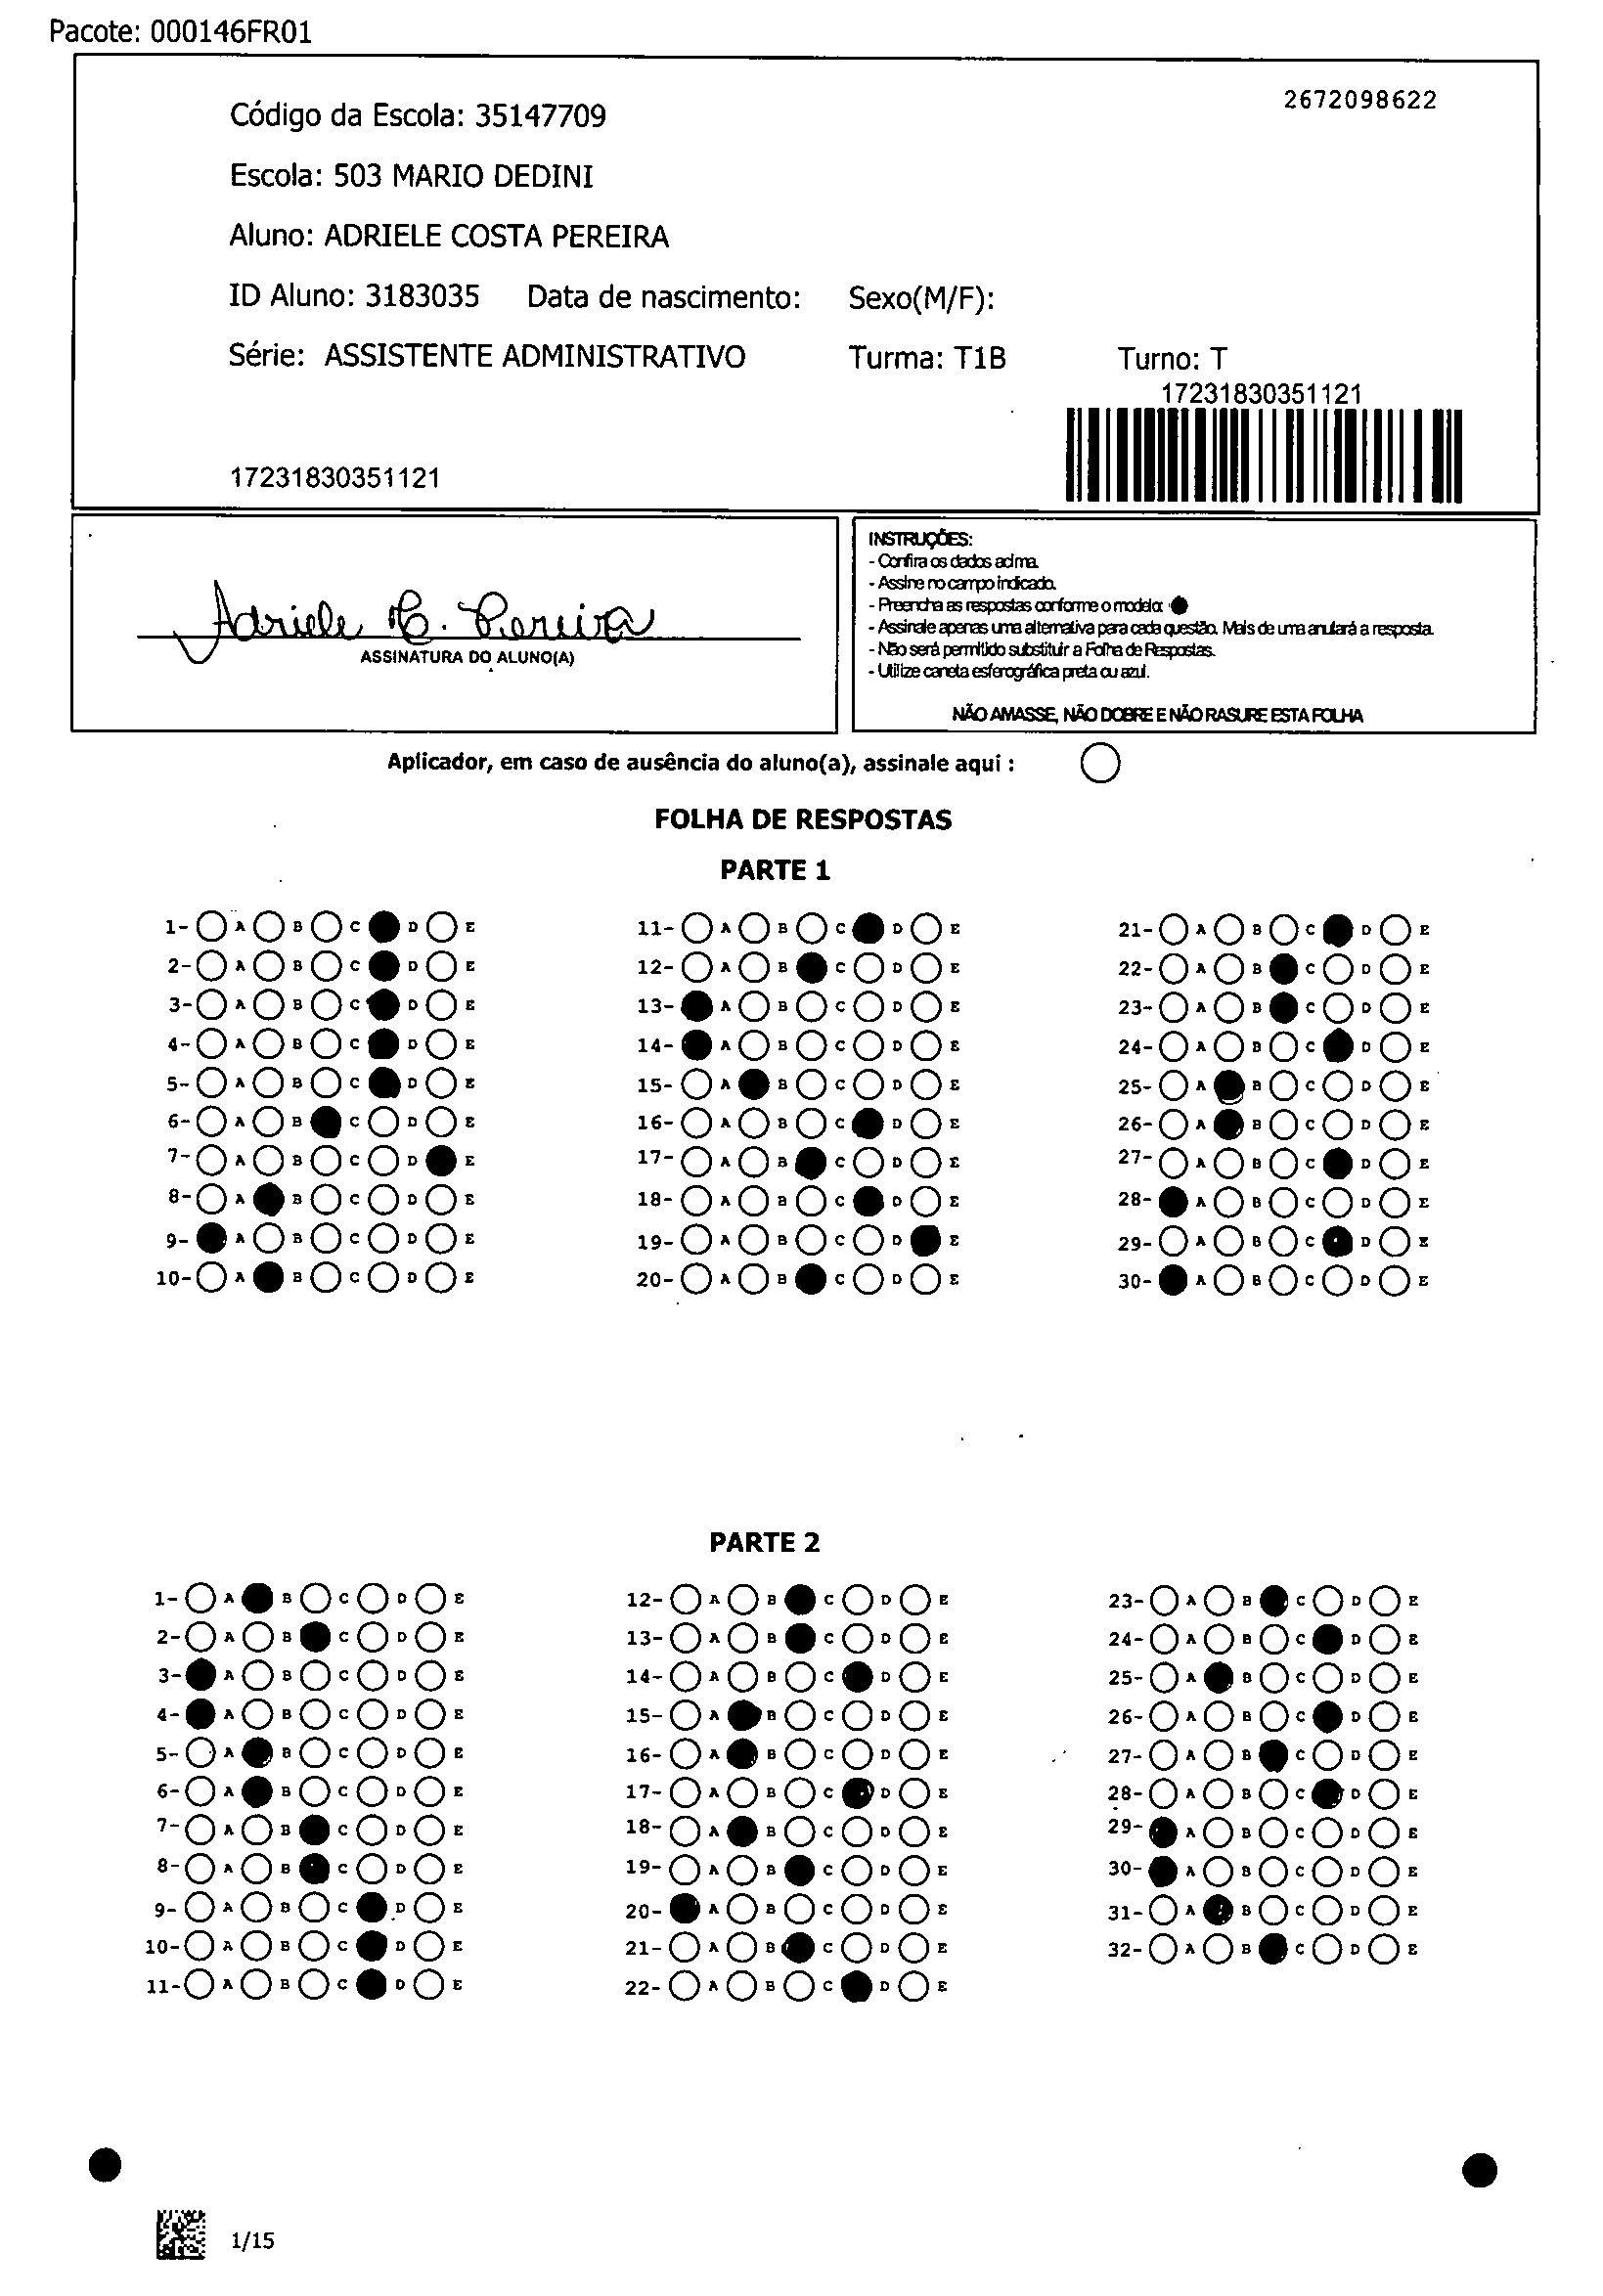 Pacote: 000146FR01
2672098622
Código da Escola: 35147709
Escola: 503 MARIO DEDINI
Aluno: ADRIELE COSTA PEREIRA
ID Aluno: 3183035 Data de nascimento: Sexo(M/F):
Série: ASSISTENTE ADMINISTRATIVO Turma: T1B Turno: T
17231830351121
17231830351121
Adriele C. Pereira
ASSINATURA DO ALUNO(A)
INSTRUÇÕES:
- Confira os dados acima.
- Assine no campo indicado.
- Preencha as respostas conforme o modelo:
- Assinale apenas uma alternativa para cada questão. Mais de uma anulará a resposta.
- Não será permitido substituir a Folha de Respostas.
- Utilize caneta esferográfica preta ou azul.
NÃO AMASSE, NÃO DOBRE E NÃO RASURE ESTA FOLHA
Aplicador, em caso de ausência do aluno(a), assinale aqui :
FOLHA DE RESPOSTAS
PARTE 1
1- A B C D E 11- A B C D E 21- A B C D E
2- A B C D E 12- A B C D E 22- A B C D E
3- A B C D E 13- A B C D E 23- A B C D E
4- A B C D E 14- A B C D E 24- A B C D E
5- A B C D E 15- A B C D E 25- A B C D E
6- A B C D E 16- A B C D E 26- A B C D E
7- A B C D E 17- A B C D E 27- A B C D E
8- A B C D E 18- A B C D E 28- A B C D E
9- A B C D E 19- A B C D E 29- A B C D E
10- A B C D E 20- A B C D E 30- A B C D E
PARTE 2
1- A B C D E 12- A B C D E 23- A B C D E
2- A B C D E 13- A B C D E 24- A B C D E
3- A B C D E 14- A B C D E 25- A B C D E
4- A B C D E 15- A B C D E 26- A B C D E
5- A B C D E 16- A B C D E 27- A B C D E
6- A B C D E 17- A B C D E 28- A B C D E
7- A B C D E 18- A B C D E 29- A B C D E
8- A B C D E 19- A B C D E 30- A B C D E
9- A B C D E 20- A B C D E 31- A B C D E
10- A B C D E 21- A B C D E 32- A B C D E
11- A B C D E 22- A B C D E
1/15